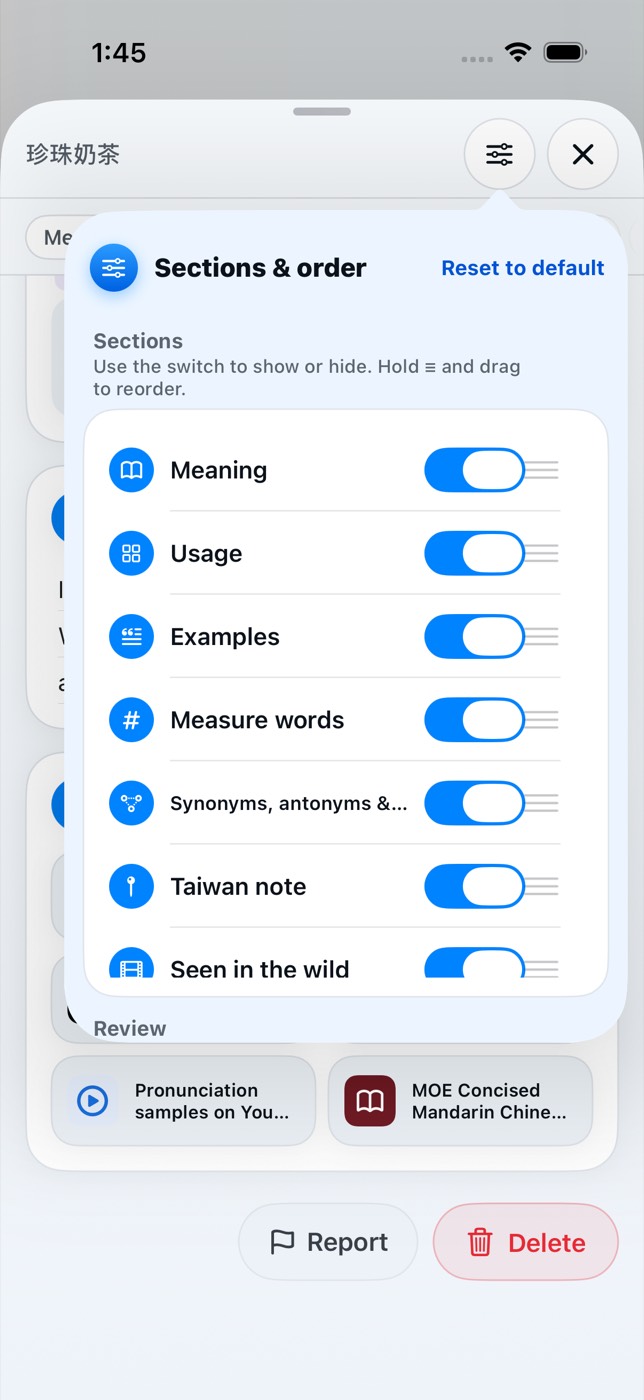 1:45
珍珠奶茶
Me
Sections & order
Reset to default
Sections
Use the switch to show or hide. Hold ≡ and drag
to reorder.
Meaning
Usage
Examples
Measure words
Synonyms, antonyms &...
Taiwan note
Seen in the wild
Review
Pronunciation
samples on You...
MOE Concised
Mandarin Chine...
Report
Delete